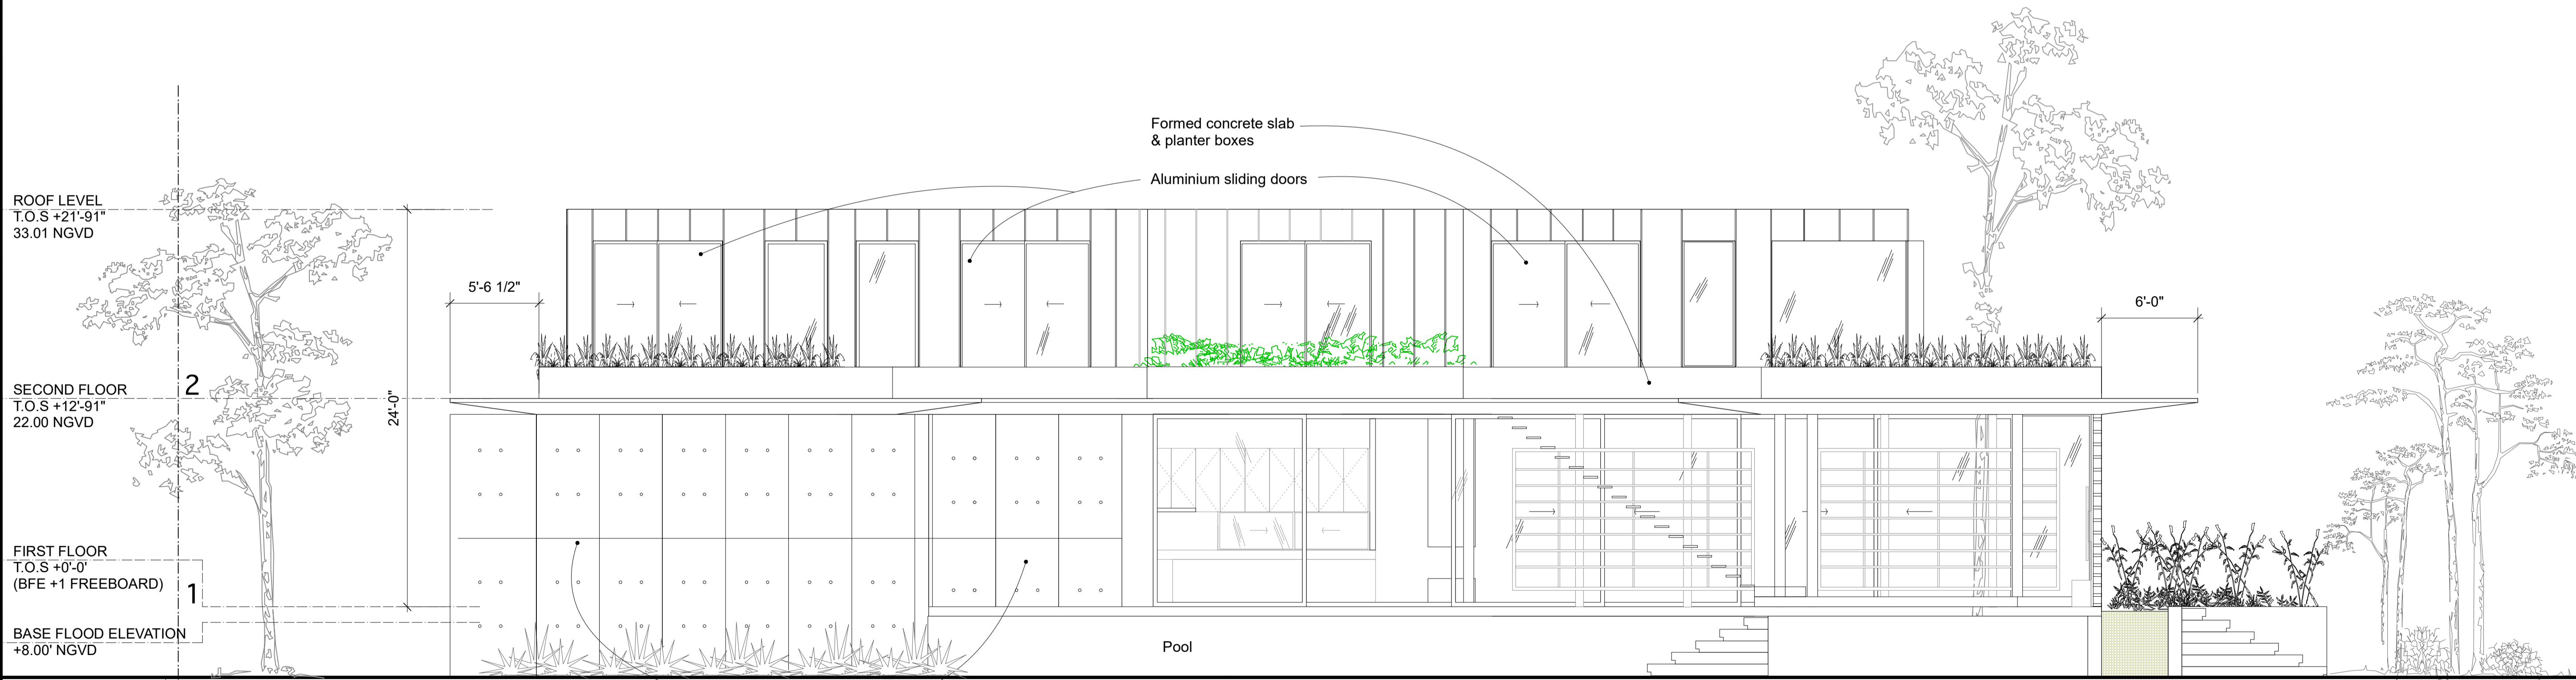 Formed concrete slab
& planter boxes
Aluminium sliding doors
ROOF LEVEL
T.O.S +21'-91"
33.01 NGVD
5'-6 1/2"
6'-0"
SECOND FLOOR
T.O.S +12'-91"
22.00 NGVD
2
24'-0"
FIRST FLOOR
T.O.S +0'-0'
(BFE +1 FREEBOARD)
1
BASE FLOOD ELEVATION
+8.00' NGVD
Pool